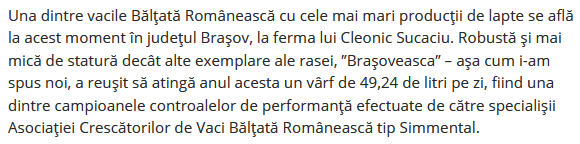 Una dintre vacile Bălţată Românească cu cele mai mari producţii de lapte se află
la acest moment în judeţul Braşov, la ferma lui Cleonic Sucaciu. Robustă şi mai
mică de statură decât alte exemplare ale rasei, ”Braşoveasca” – aşa cum i-am
spus noi, a reuşit să atingă anul acesta un vârf de 49,24 de litri pe zi, fiind una
dintre campioanele controalelor de performanţă efectuate de către specialişii
Asociaţiei Crescătorilor de Vaci Bălţată Românească tip Simmental.